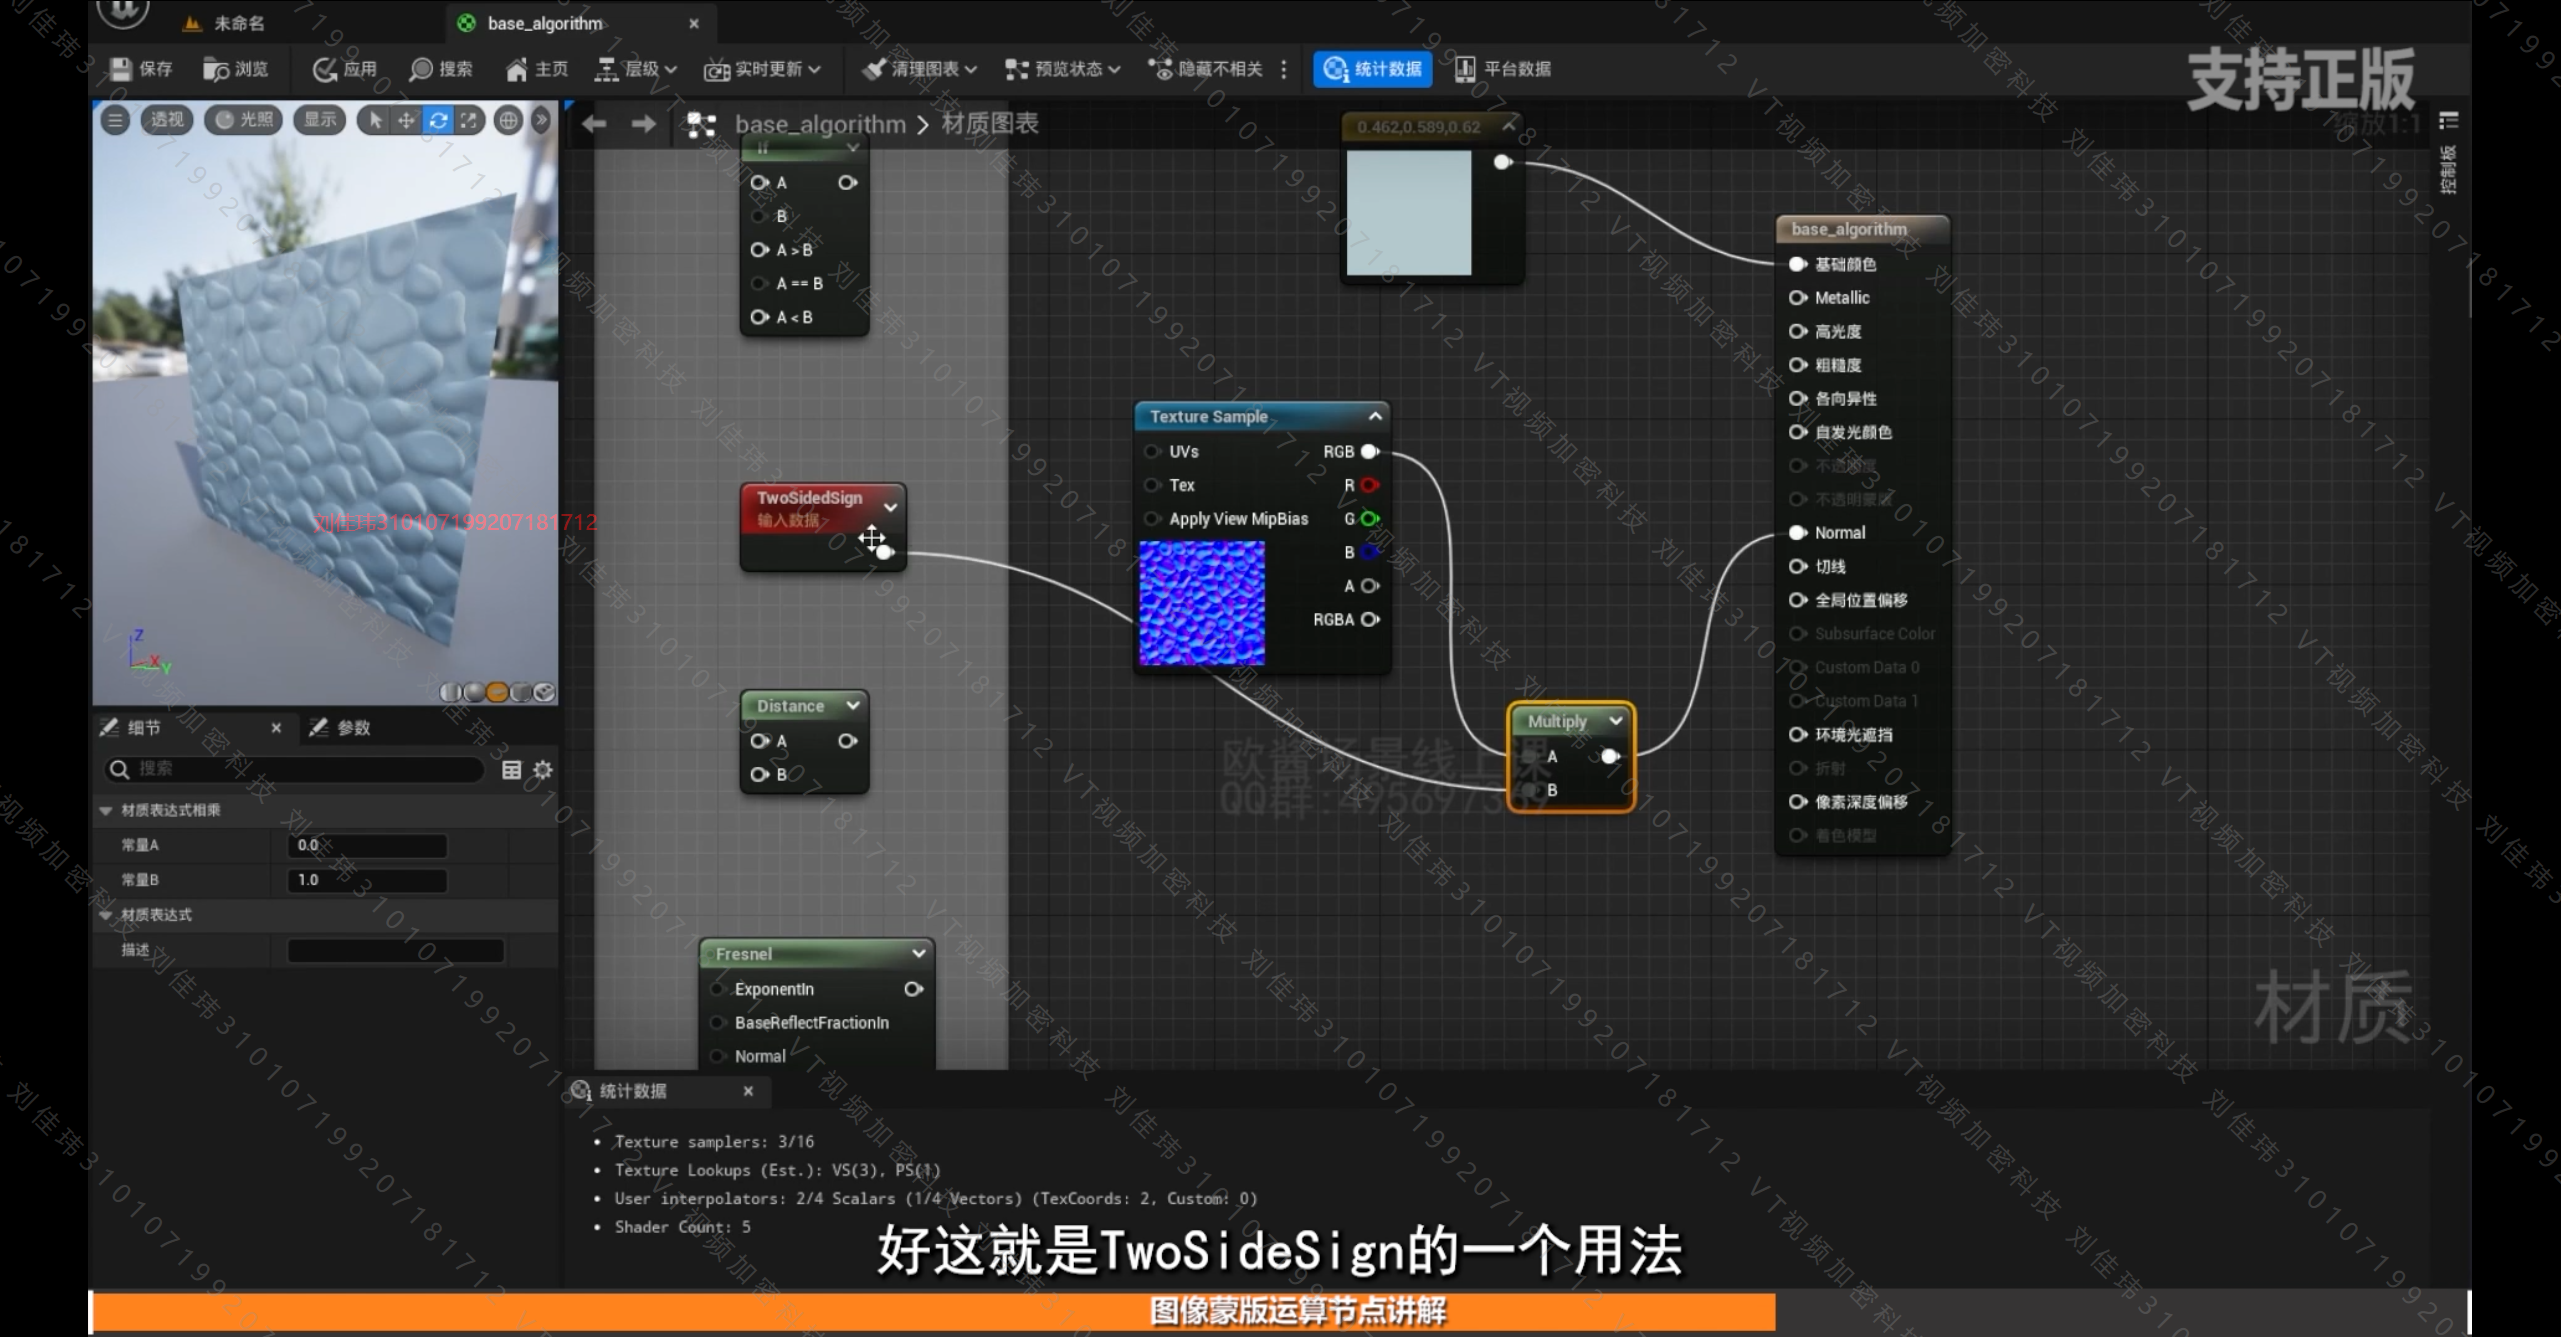 未命名
base_algorithm
保存
浏览
应用
搜索
主页
层级
实时更新
清理图表
预览状态
隐藏不相关
统计数据
平台数据
支持正版
透视
光照
显示
base_algorithm > 材质图表
缩放1:1
控制板
If
A
B
A > B
A == B
A < B
0.462,0.589,0.62
base_algorithm
基础颜色
Metallic
高光度
粗糙度
各向异性
自发光颜色
不透明度
不透明蒙版
Normal
切线
全局位置偏移
Subsurface Color
Custom Data 0
Custom Data 1
环境光遮挡
折射
像素深度偏移
着色模型
Texture Sample
UVs
RGB
Tex
R
Apply View MipBias
G
B
A
RGBA
TwoSidedSign
输入数据
刘佳玮310107199207181712
Distance
A
B
Multiply
A
B
欧酱场景线上课
QQ群:495697369
Fresnel
ExponentIn
BaseReflectFractionIn
Normal
Z
X
Y
细节
参数
搜索
材质表达式相乘
常量A
0.0
常量B
1.0
材质表达式
描述
材质
统计数据
Texture samplers: 3/16
Texture Lookups (Est.): VS(3), PS(1)
User interpolators: 2/4 Scalars (1/4 Vectors) (TexCoords: 2, Custom: 0)
Shader Count: 5
好这就是TwoSideSign的一个用法
图像蒙版运算节点讲解
VT视频加密科技 刘佳玮310107199207181712